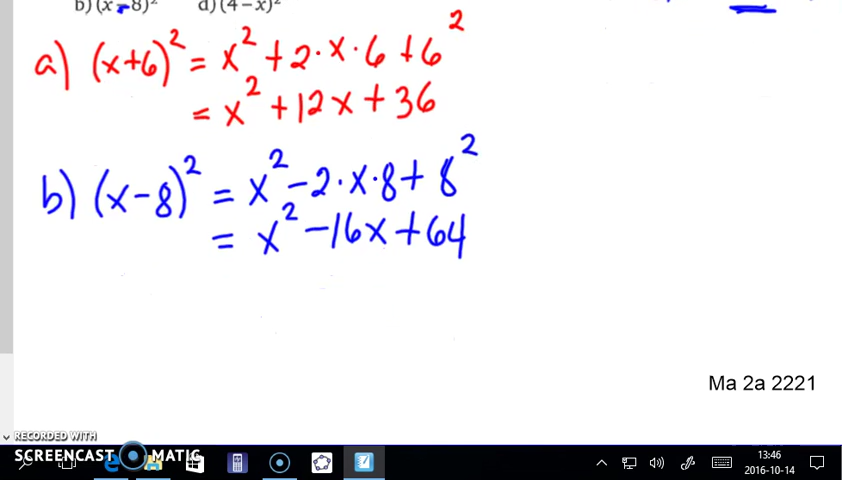 b) (x-8)² d) (4-x)²
a) (x+6)² = x² + 2·x·6 + 6²
= x² + 12x + 36
b) (x-8)² = x² - 2·x·8 + 8²
= x² - 16x + 64
Ma 2a 2221
RECORDED WITH
SCREENCAST MATIC
13:46
2016-10-14